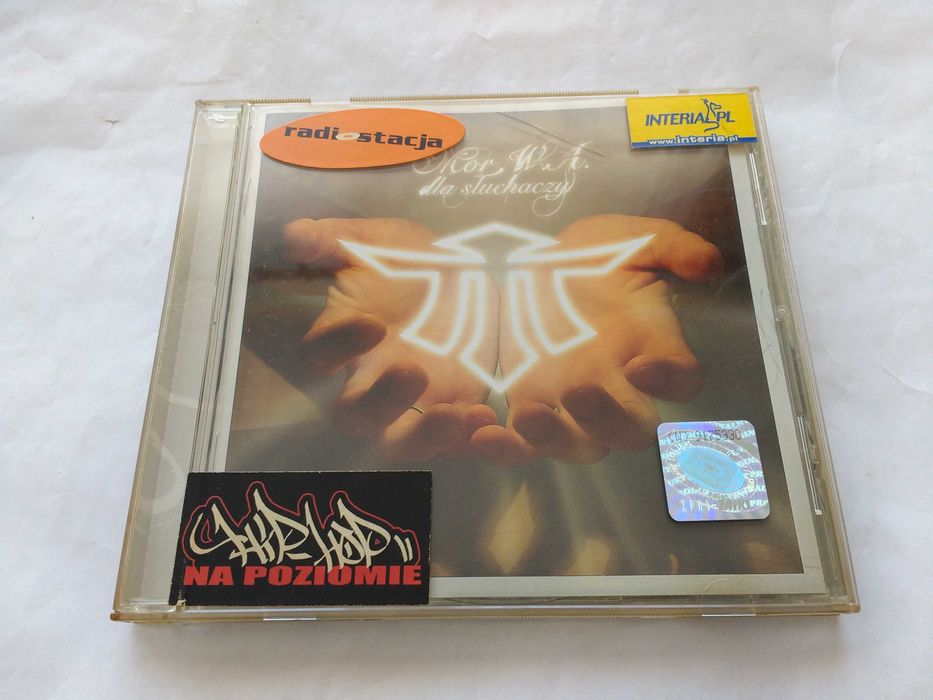 radiostacja
INTERIA.PL
www.interia.pl
Mor W.A.
dla słuchaczy
HIP HOP
NA POZIOMIE